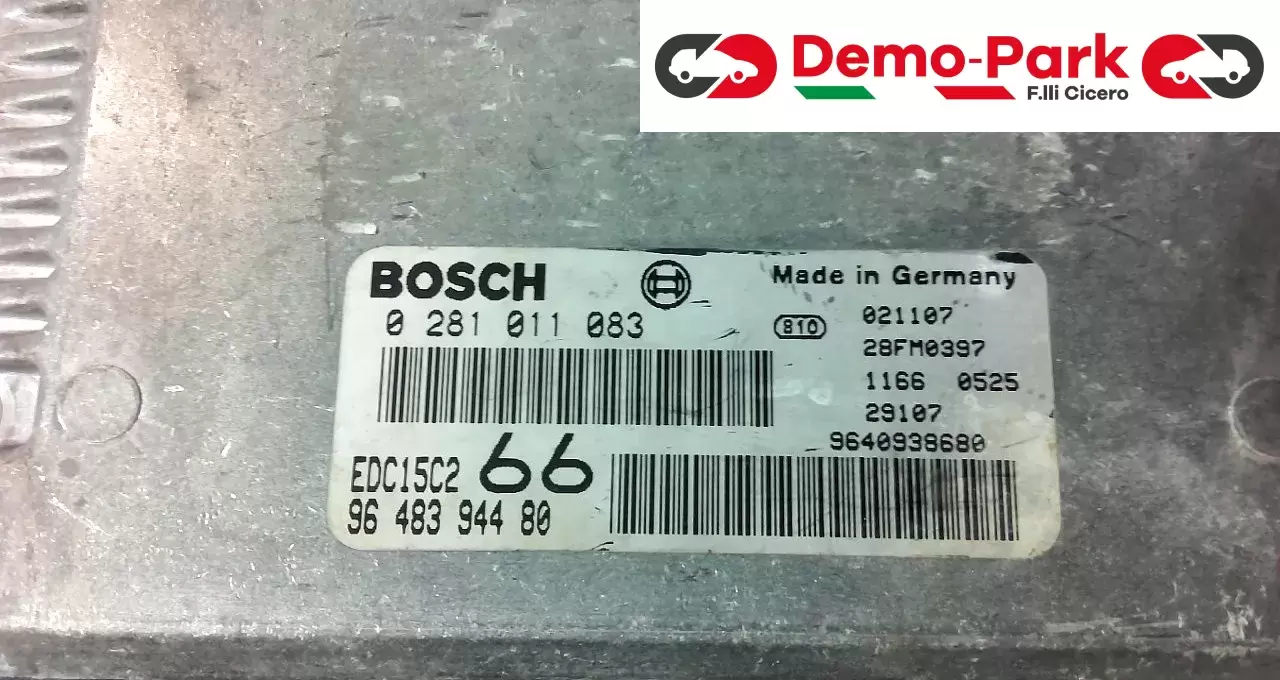 Demo-Park
F.lli Cicero
BOSCH
Made in Germany
0 281 011 083
810
021107
28FM0397
1166 0525
29107
9640938680
EDC15C2 66
96 483 944 80